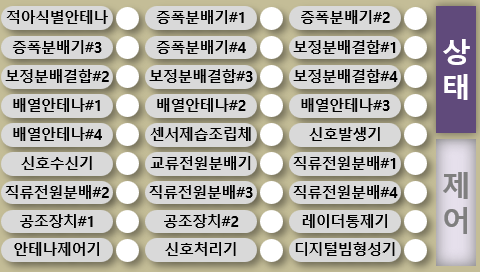 적아식별안테나 증폭분배기#1 증폭분배기#2
증폭분배기#3 증폭분배기#4 보정분배결합#1
보정분배결합#2 보정분배결합#3 보정분배결합#4
배열안테나#1 배열안테나#2 배열안테나#3
배열안테나#4 센서제습조립체 신호발생기
신호수신기 교류전원분배기 직류전원분배#1
직류전원분배#2 직류전원분배#3 직류전원분배#4
공조장치#1 공조장치#2 레이더통제기
안테나제어기 신호처리기 디지털빔형성기
상태
제어